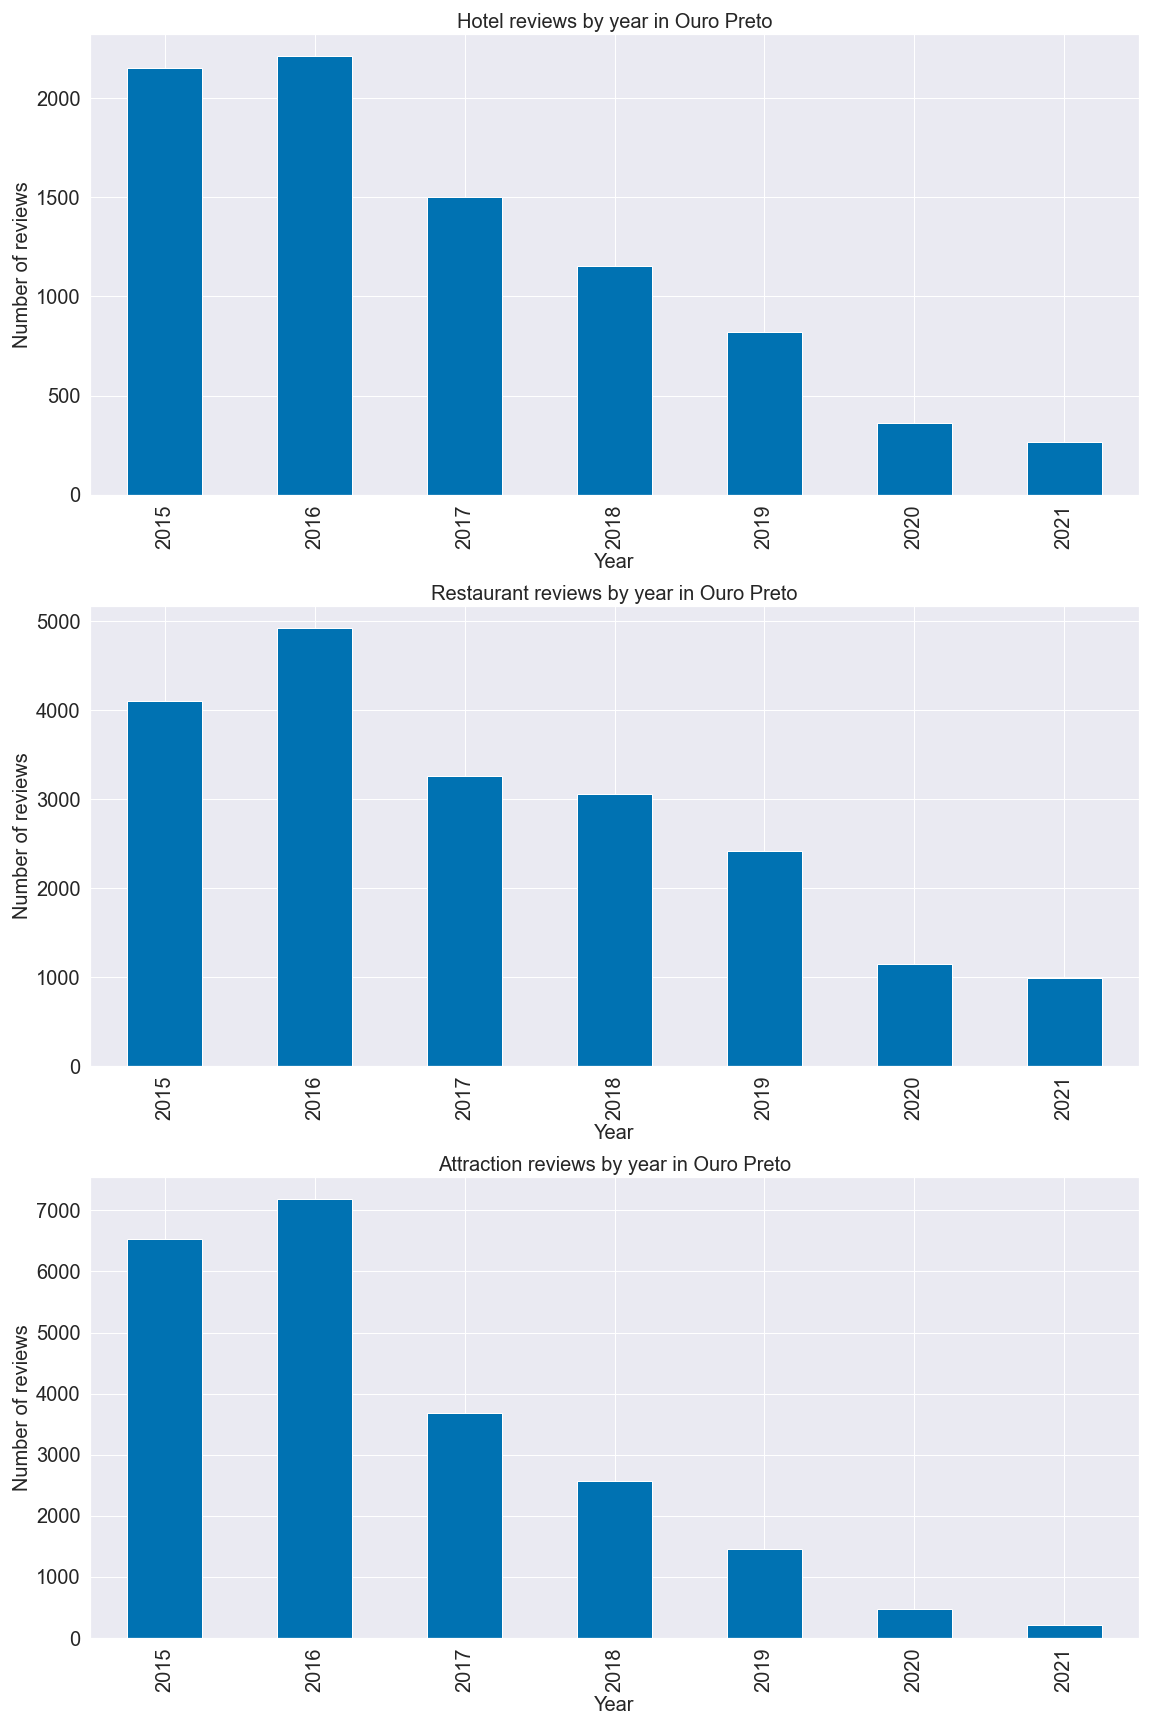 Hotel reviews by year in Ouro Preto
Number of reviews
2000
1500
1000
500
0
2015 2016 2017 2018 2019 2020 2021
Year
Restaurant reviews by year in Ouro Preto
Number of reviews
5000
4000
3000
2000
1000
0
2015 2016 2017 2018 2019 2020 2021
Year
Attraction reviews by year in Ouro Preto
Number of reviews
7000
6000
5000
4000
3000
2000
1000
0
2015 2016 2017 2018 2019 2020 2021
Year